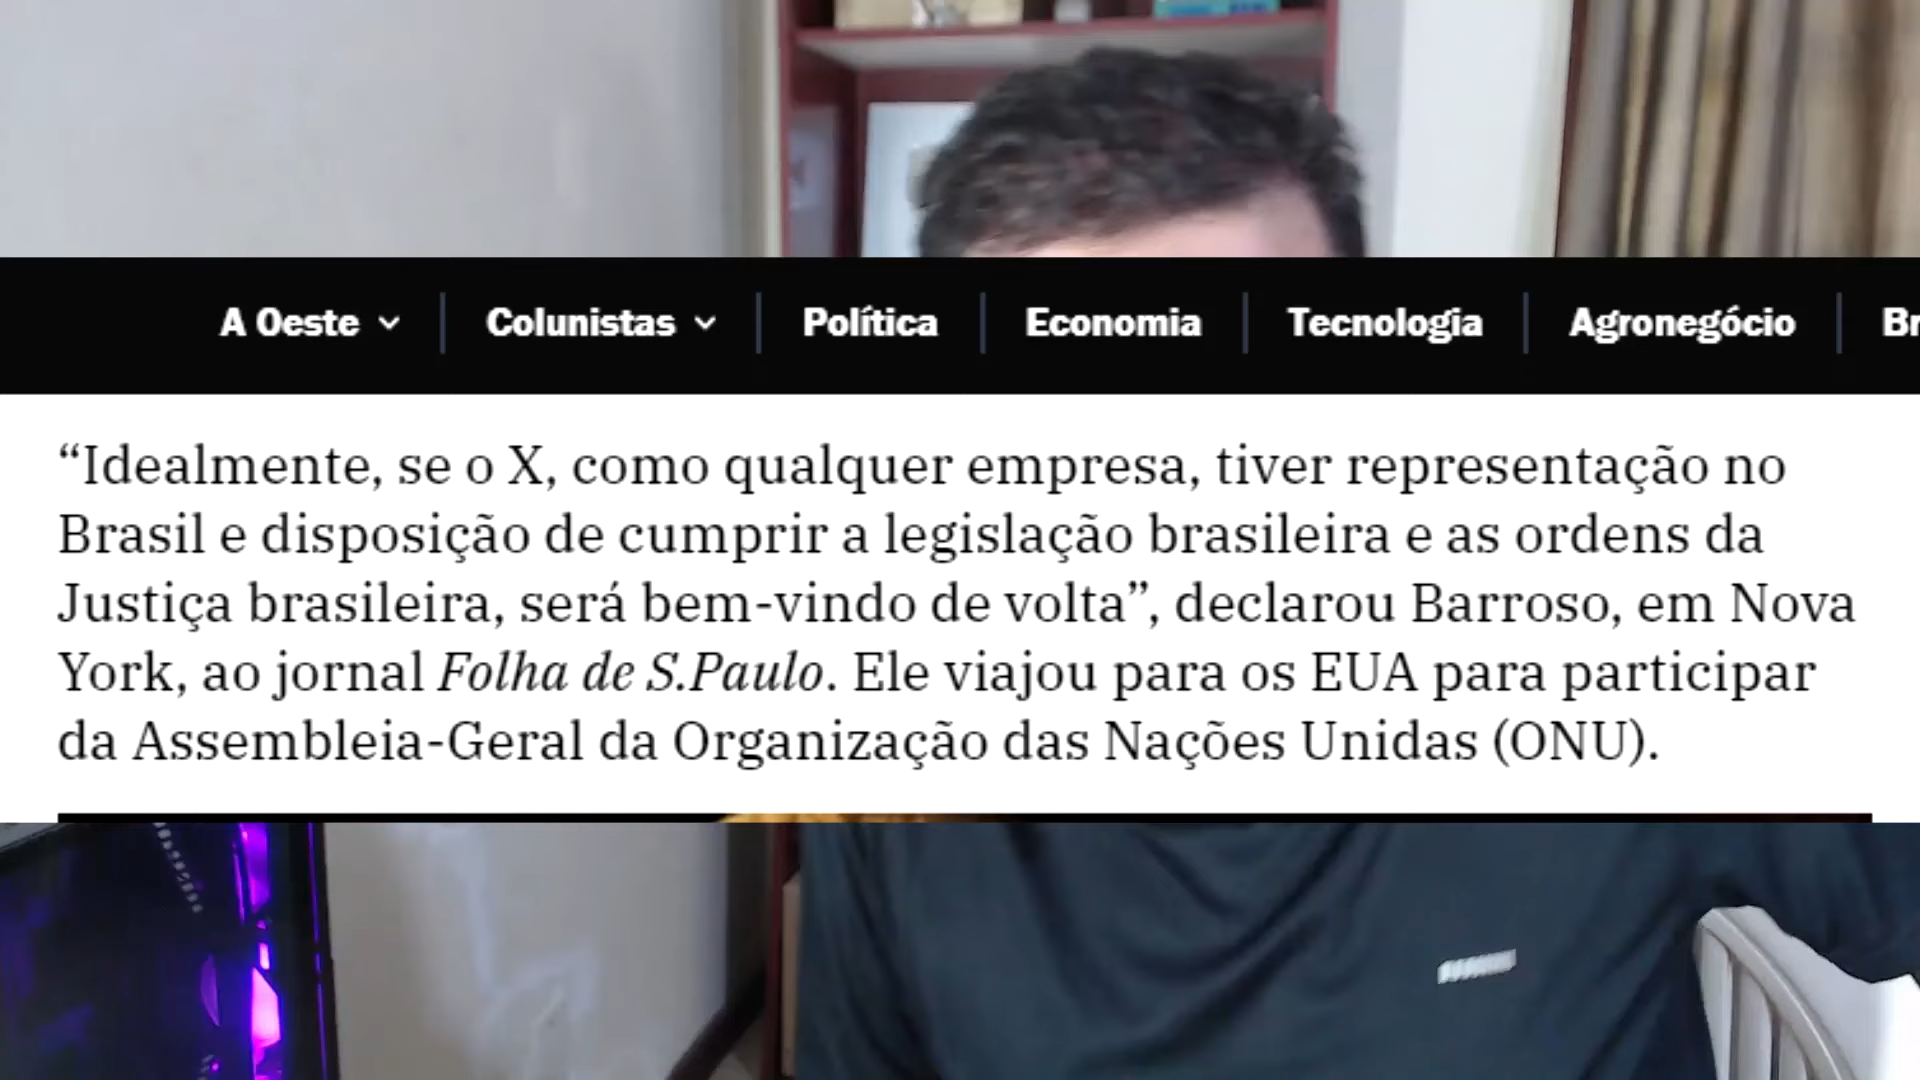 A Oeste
Colunistas
Política
Economia
Tecnologia
Agronegócio
“Idealmente, se o X, como qualquer empresa, tiver representação no
Brasil e disposição de cumprir a legislação brasileira e as ordens da
Justiça brasileira, será bem-vindo de volta”, declarou Barroso, em Nova
York, ao jornal Folha de S.Paulo. Ele viajou para os EUA para participar
da Assembleia-Geral da Organização das Nações Unidas (ONU).